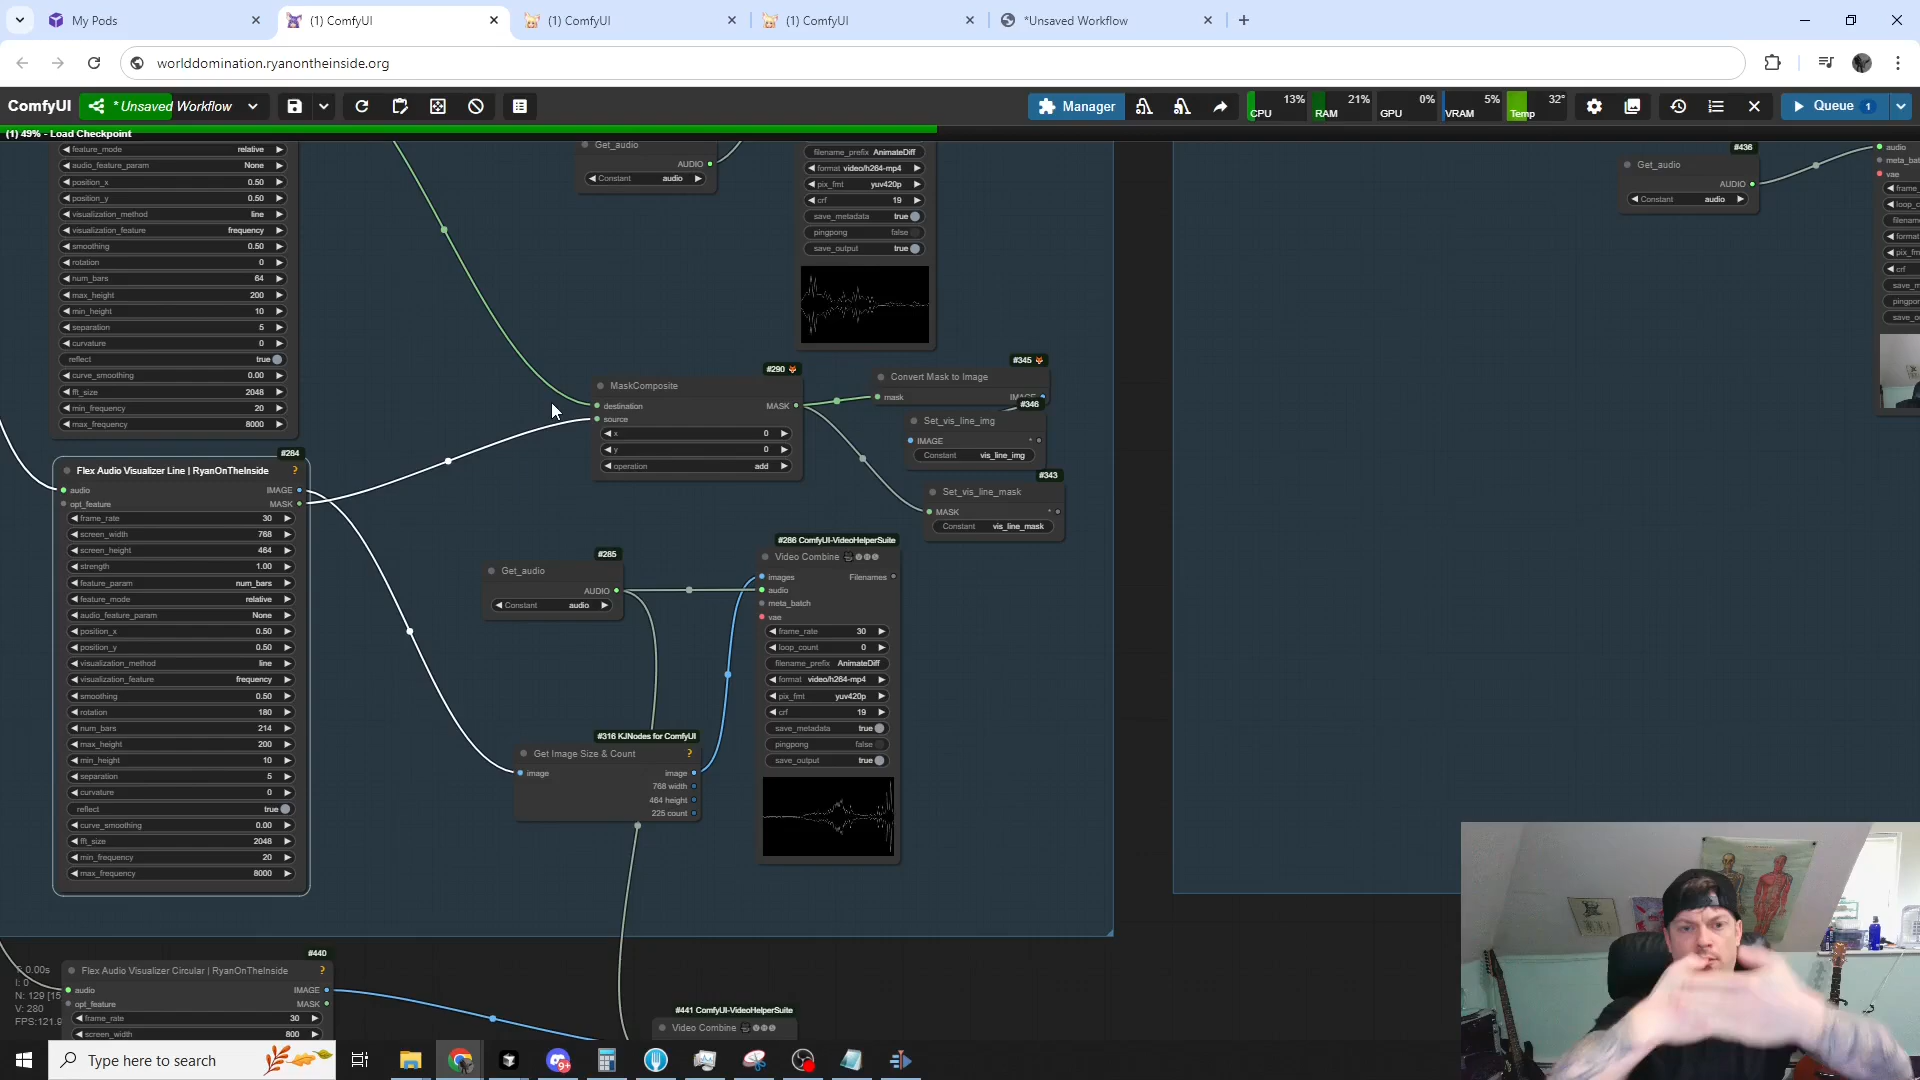 My Pods
(1) ComfyUI
(1) ComfyUI
(1) ComfyUI
*Unsaved Workflow
worlddomination.ryanontheinside.org
ComfyUI
* Unsaved Workflow
Manager
CPU 13%
RAM 21%
GPU 0%
VRAM 5%
Temp 32°
Queue 1
(1) 49% - Load Checkpoint
feature_mode relative
audio_feature_param None
position_x 0.50
position_y 0.50
visualization_method line
visualization_feature frequency
smoothing 0.50
rotation 0
num_bars 64
max_height 200
min_height 10
separation 5
curvature 0
reflect true
curve_smoothing 0.00
fft_size 2048
min_frequency 20
max_frequency 8000
Get_audio
AUDIO
Constant audio
filename_prefix AnimateDiff
format video/h264-mp4
pix_fmt yuv420p
crf 19
save_metadata true
pingpong false
save_output true
#436
Get_audio
AUDIO
Constant audio
audio
vae
#290
MaskComposite
destination MASK
source
x 0
y 0
operation add
#345
Convert Mask to Image
mask
#346
Set_vis_line_img
IMAGE *
Constant vis_line_img
#343
Set_vis_line_mask
MASK *
Constant vis_line_mask
#284
Flex Audio Visualizer Line | RyanOnTheInside ?
audio IMAGE
opt_feature MASK
frame_rate 30
screen_width 768
screen_height 464
strength 1.00
feature_param num_bars
feature_mode relative
audio_feature_param None
position_x 0.50
position_y 0.50
visualization_method line
visualization_feature frequency
smoothing 0.50
rotation 180
num_bars 214
max_height 200
min_height 10
separation 5
curvature 0
reflect true
curve_smoothing 0.00
fft_size 2048
min_frequency 20
max_frequency 8000
#285
Get_audio
AUDIO
Constant audio
#286 ComfyUI-VideoHelperSuite
Video Combine
images Filenames
audio
meta_batch
vae
frame_rate 30
loop_count 0
filename_prefix AnimateDiff
format video/h264-mp4
pix_fmt yuv420p
crf 19
save_metadata true
pingpong false
save_output true
#316 KJNodes for ComfyUI
Get Image Size & Count ?
image image
768 width
464 height
225 count
#440
Flex Audio Visualizer Circular | RyanOnTheInside ?
audio IMAGE
opt_feature MASK
frame_rate 30
screen_width 800
#441 ComfyUI-VideoHelperSuite
Video Combine
I: 0
V: 280
Type here to search